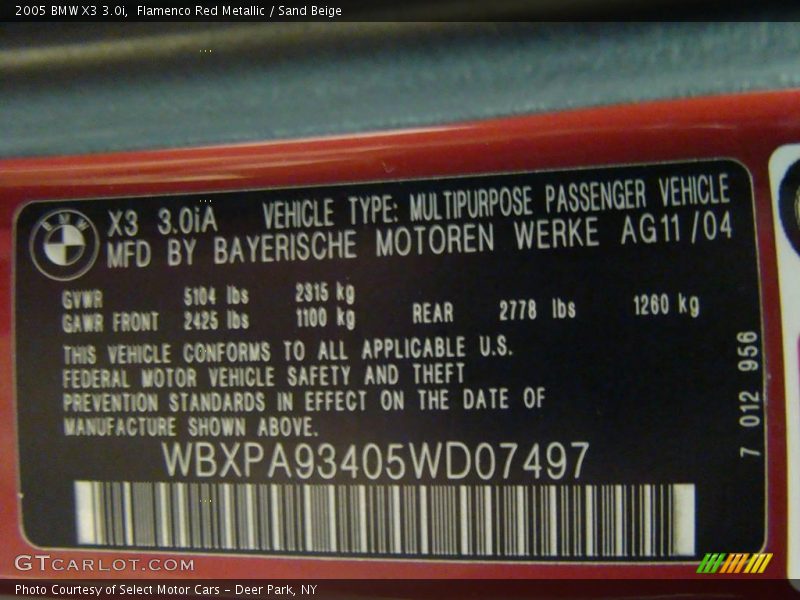 2005 BMW X3 3.0i, Flamenco Red Metallic / Sand Beige
BMW
X3 3.0iA VEHICLE TYPE: MULTIPURPOSE PASSENGER VEHICLE
MFD BY BAYERISCHE MOTOREN WERKE AG 11/04
GVWR 5104 lbs 2315 kg
GAWR FRONT 2425 lbs 1100 kg REAR 2778 lbs 1260 kg
THIS VEHICLE CONFORMS TO ALL APPLICABLE U.S.
FEDERAL MOTOR VEHICLE SAFETY AND THEFT
PREVENTION STANDARDS IN EFFECT ON THE DATE OF
MANUFACTURE SHOWN ABOVE.
7 012 956
WBXPA93405WD07497
GTCARLOT.COM
Photo Courtesy of Select Motor Cars - Deer Park, NY